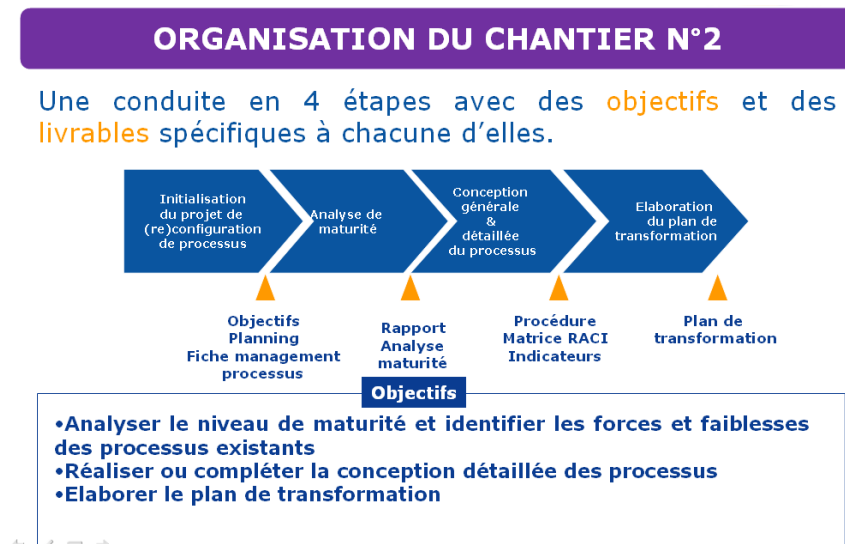 ORGANISATION DU CHANTIER N°2
Une conduite en 4 étapes avec des objectifs et des
livrables spécifiques à chacune d'elles.
Initialisation
du projet de
(re)configuration
de processus
Analyse de
maturité
Conception
générale
&
détaillée
du processus
Elaboration
du plan de
transformation
Objectifs
Planning
Fiche management
processus
Rapport
Analyse
maturité
Procédure
Matrice RACI
Indicateurs
Plan de
transformation
Objectifs
•Analyser le niveau de maturité et identifier les forces et faiblesses
des processus existants
•Réaliser ou compléter la conception détaillée des processus
•Elaborer le plan de transformation